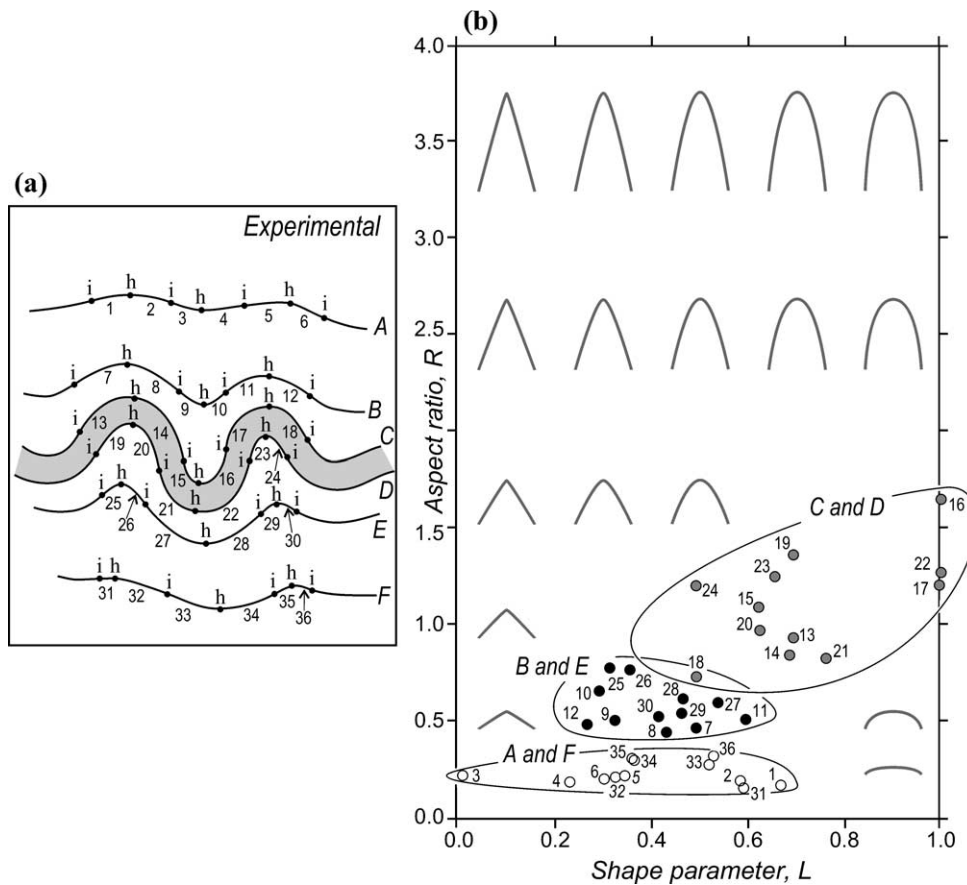 (a)
Experimental
i h i h i h i
1 2 3 4 5 6 A
i h i h i h i
7 8 9 10 11 12 B
i h i h i h i
13 14 15 16 17 18 C
i h i h i h i
19 20 21 22 23 24 D
i h i h i h i
25 26 27 28 29 30 E
i h i h i h i
31 32 33 34 35 36 F
(b)
4.0
3.5
3.0
2.5
2.0
1.5
1.0
0.5
0
Aspect ratio, R
C and D
16
19
23
22
24
17
15
20
13
14
21
18
B and E
25
26
10
28
27
30
29
11
12
9
8
7
A and F
35
34
36
33
3
4
6
32
5
2
31
1
0.0 0.2 0.4 0.6 0.8 1.0
Shape parameter, L